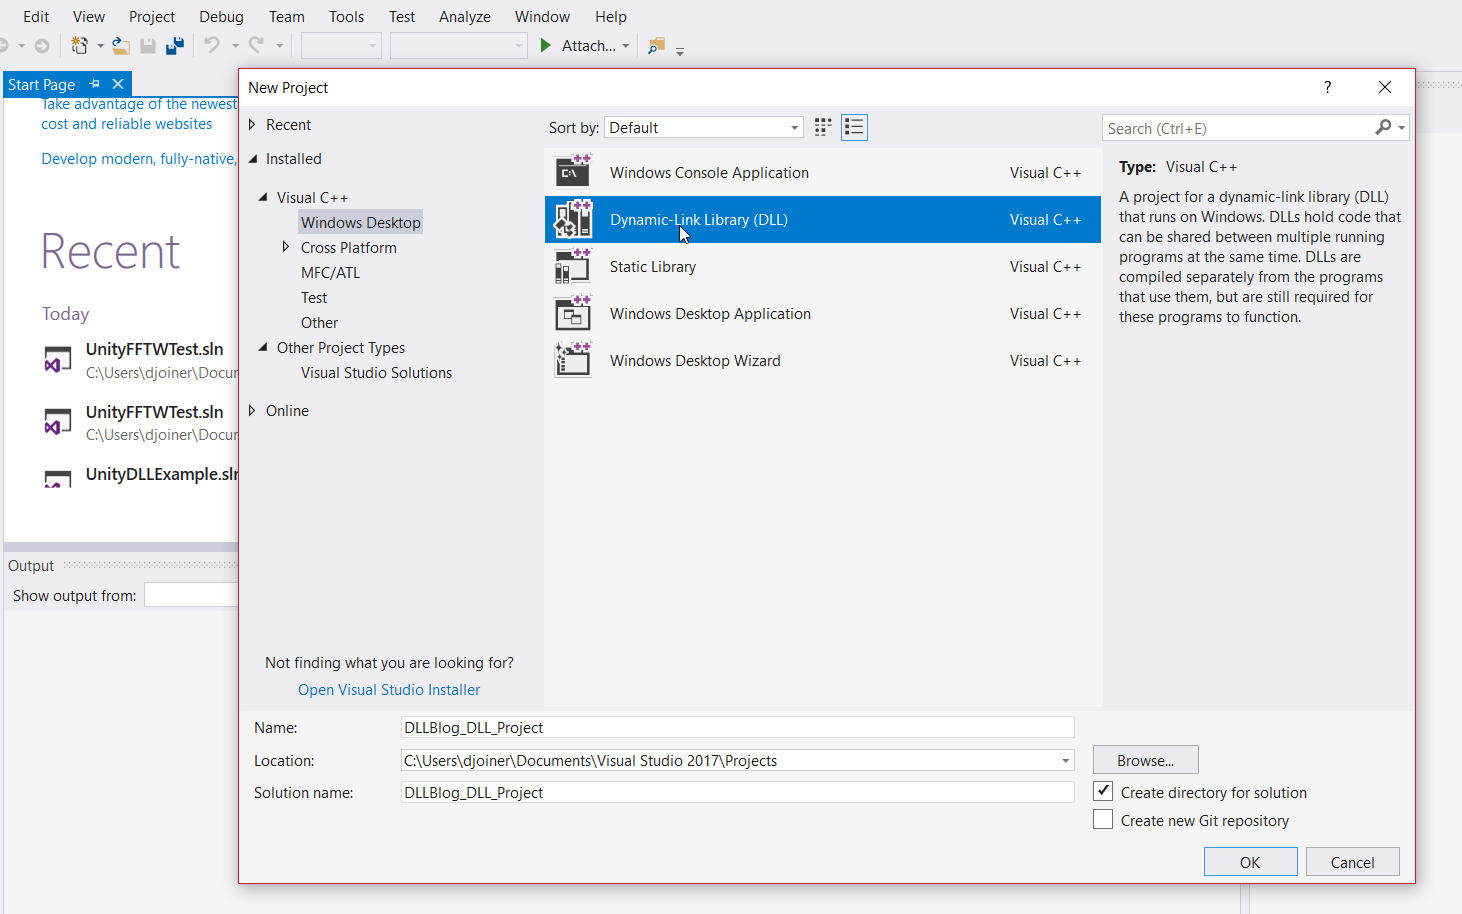 Edit View Project Debug Team Tools Test Analyze Window Help
Attach...
Start Page
Take advantage of the newest
cost and reliable websites
Develop modern, fully-native,
Recent
Today
UnityFFTWTest.sln
C:\Users\djoiner\Docu
UnityFFTWTest.sln
C:\Users\djoiner\Docu
UnityDLLExample.sln
Output
Show output from:
New Project
?
Recent
Installed
Visual C++
Windows Desktop
Cross Platform
MFC/ATL
Test
Other
Other Project Types
Visual Studio Solutions
Online
Not finding what you are looking for?
Open Visual Studio Installer
Sort by: Default
Windows Console Application Visual C++
Dynamic-Link Library (DLL) Visual C++
Static Library Visual C++
Windows Desktop Application Visual C++
Windows Desktop Wizard Visual C++
Search (Ctrl+E)
Type: Visual C++
A project for a dynamic-link library (DLL)
that runs on Windows. DLLs hold code that
can be shared between multiple running
programs at the same time. DLLs are
compiled separately from the programs
that use them, but are still required for
these programs to function.
Name: DLLBlog_DLL_Project
Location: C:\Users\djoiner\Documents\Visual Studio 2017\Projects
Browse...
Solution name: DLLBlog_DLL_Project
Create directory for solution
Create new Git repository
OK Cancel